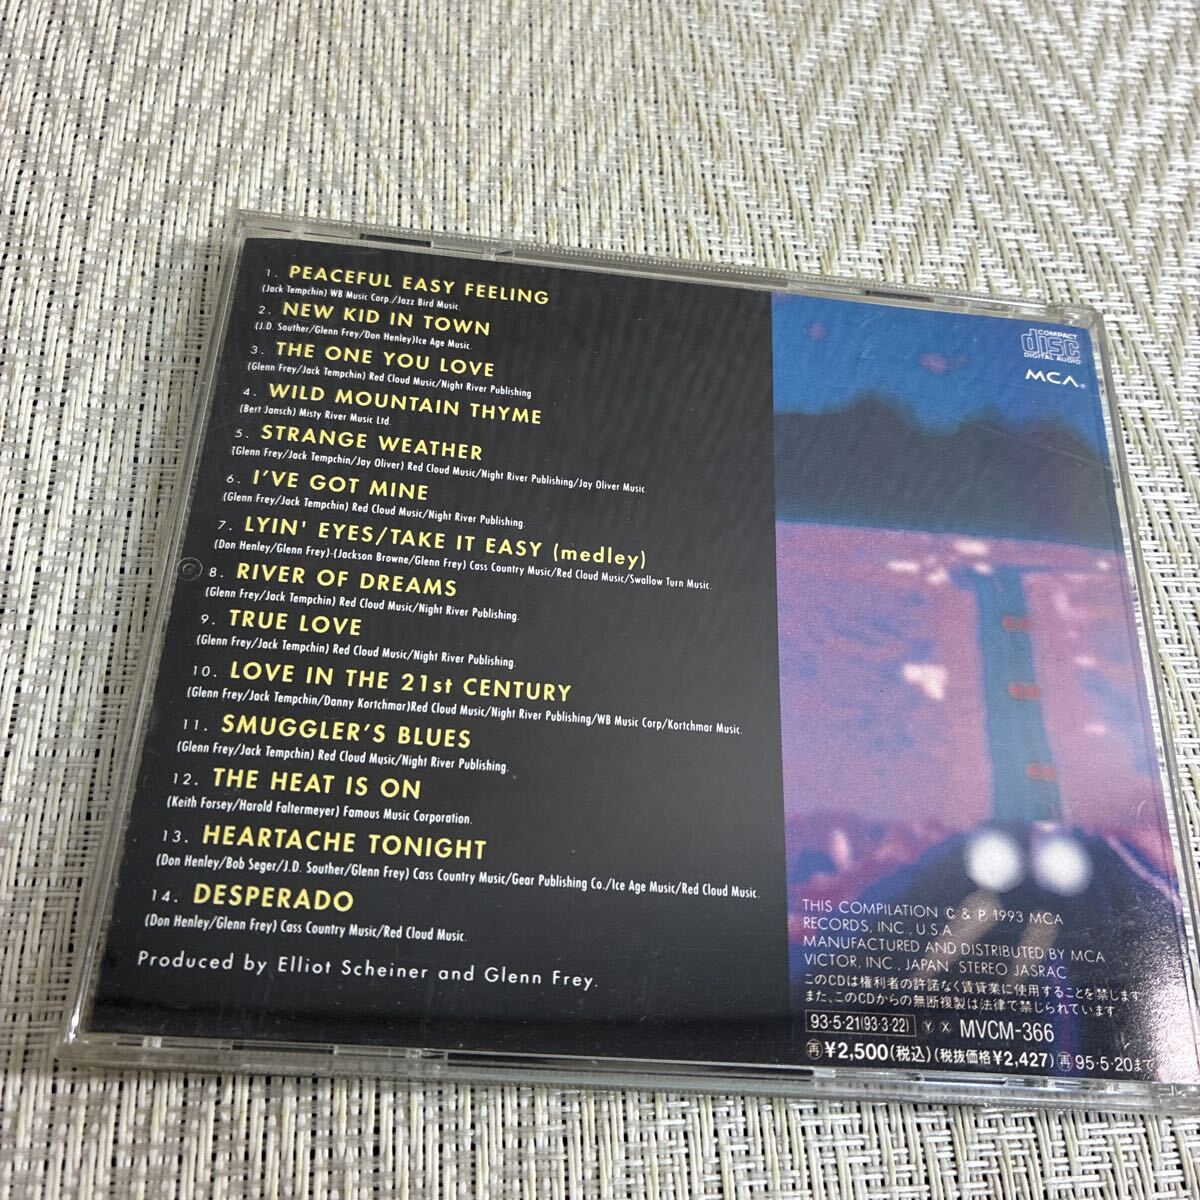 1. PEACEFUL EASY FEELING
(Jack Tempchin) WB Music Corp./Jazz Bird Music.
2. NEW KID IN TOWN
(J.D. Souther/Glenn Frey/Don Henley)Ice Age Music.
3. THE ONE YOU LOVE
(Glenn Frey/Jack Tempchin) Red Cloud Music/Night River Publishing
4. WILD MOUNTAIN THYME
(Bert Jansch) Misty River Music Ltd.
5. STRANGE WEATHER
(Glenn Frey/Jack Tempchin/Jay Oliver) Red Cloud Music/Night River Publishing/Jay Oliver Music.
6. I'VE GOT MINE
(Glenn Frey/Jack Tempchin) Red Cloud Music/Night River Publishing.
7. LYIN' EYES/TAKE IT EASY (medley)
(Don Henley/Glenn Frey)-(Jackson Browne/Glenn Frey) Cass Country Music/Red Cloud Music/Swallow Turn Music.
8. RIVER OF DREAMS
(Glenn Frey/Jack Tempchin) Red Cloud Music/Night River Publishing.
9. TRUE LOVE
(Glenn Frey/Jack Tempchin) Red Cloud Music/Night River Publishing.
10. LOVE IN THE 21st CENTURY
(Glenn Frey/Jack Tempchin/Danny Kortchmar)Red Cloud Music/Night River Publishing/WB Music Corp/Kortchmar Music.
11. SMUGGLER'S BLUES
(Glenn Frey/Jack Tempchin) Red Cloud Music/Night River Publishing.
12. THE HEAT IS ON
(Keith Forsey/Harold Faltermeyer) Famous Music Corporation.
13. HEARTACHE TONIGHT
(Don Henley/Bob Seger/J.D. Souther/Glenn Frey) Cass Country Music/Gear Publishing Co./Ice Age Music/Red Cloud Music.
14. DESPERADO
(Don Henley/Glenn Frey) Cass Country Music/Red Cloud Music.
Produced by Elliot Scheiner and Glenn Frey.
COMPACT
disc
DIGITAL AUDIO
MCA®
THIS COMPILATION © & ℗ 1993 MCA
RECORDS, INC., U.S.A.
MANUFACTURED AND DISTRIBUTED BY MCA
VICTOR, INC., JAPAN. STEREO JASRAC
このCDは権利者の許諾なく賃貸業に使用することを禁じます
また、このCDからの無断複製は法律で禁じられています
93·5·21(93·3·22) Ⓨ Ⓧ MVCM-366
㊢¥2,500(税込)(税抜価格¥2,427)㊢95·5·20まで